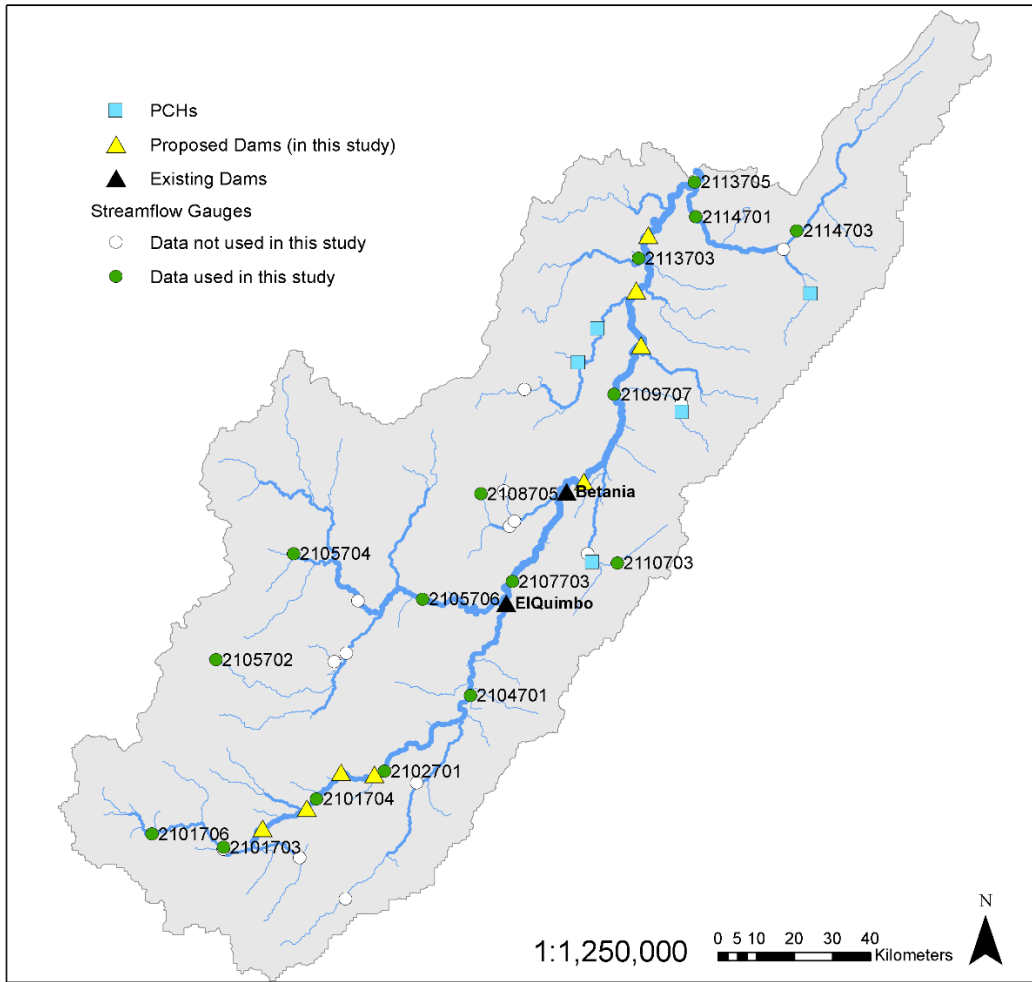 PCHs
Proposed Dams (in this study)
Existing Dams
Streamflow Gauges
Data not used in this study
Data used in this study
2113705
2114701
2114703
2113703
2109707
2108705
Betania
2105704
2110703
2107703
2105706
ElQuimbo
2105702
2104701
2102701
2101704
2101706
2101703
N
1:1,250,000
0 5 10 20 30 40
Kilometers